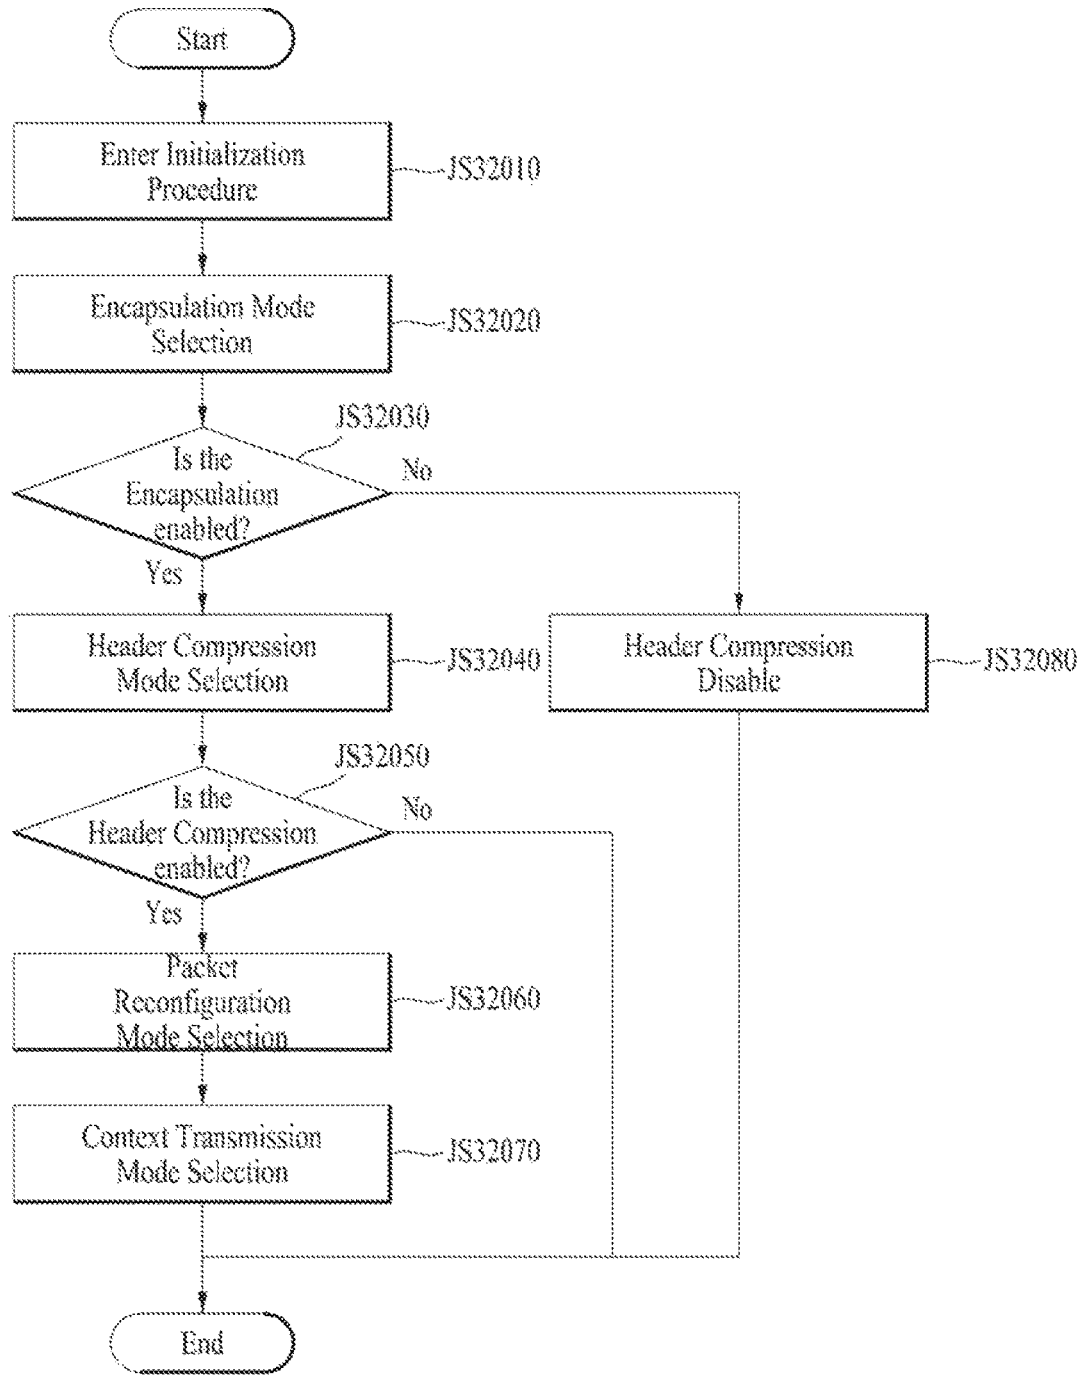 Start
Enter Initialization
Procedure
JS32010
Encapsulation Mode
Selection
JS32020
JS32030
Is the
Encapsulation
enabled?
No
Yes
Header Compression
Mode Selection
JS32040
Header Compression
Disable
JS32080
JS32050
Is the
Header Compression
enabled?
No
Yes
Packet
Reconfiguration
Mode Selection
JS32060
Context Transmission
Mode Selection
JS32070
End